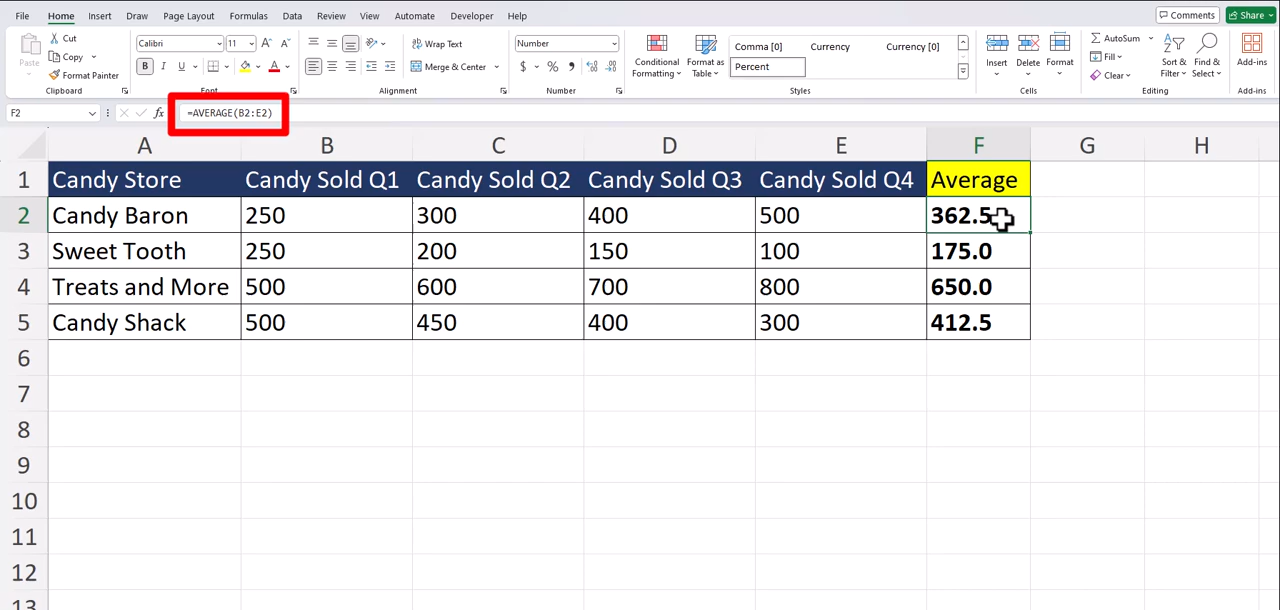 File Home Insert Draw Page Layout Formulas Data Review View Automate Developer Help Comments Share
Paste
Cut
Copy
Format Painter
Clipboard
Calibri 11 A A
B I U A
Font
Wrap Text
Merge & Center
Alignment
Number
$ % 9
Number
Conditional
Formatting
Format as
Table
Comma [0] Currency Currency [0]
Percent
Styles
Insert Delete Format
Cells
AutoSum
Fill
Clear
Sort &
Filter
Find &
Select
Editing
Add-ins
Add-ins
F2 fx =AVERAGE(B2:E2)
A B C D E F G H
1 Candy Store Candy Sold Q1 Candy Sold Q2 Candy Sold Q3 Candy Sold Q4 Average
2 Candy Baron 250 300 400 500 362.5
3 Sweet Tooth 250 200 150 100 175.0
4 Treats and More 500 600 700 800 650.0
5 Candy Shack 500 450 400 300 412.5
6
7
8
9
10
11
12
13